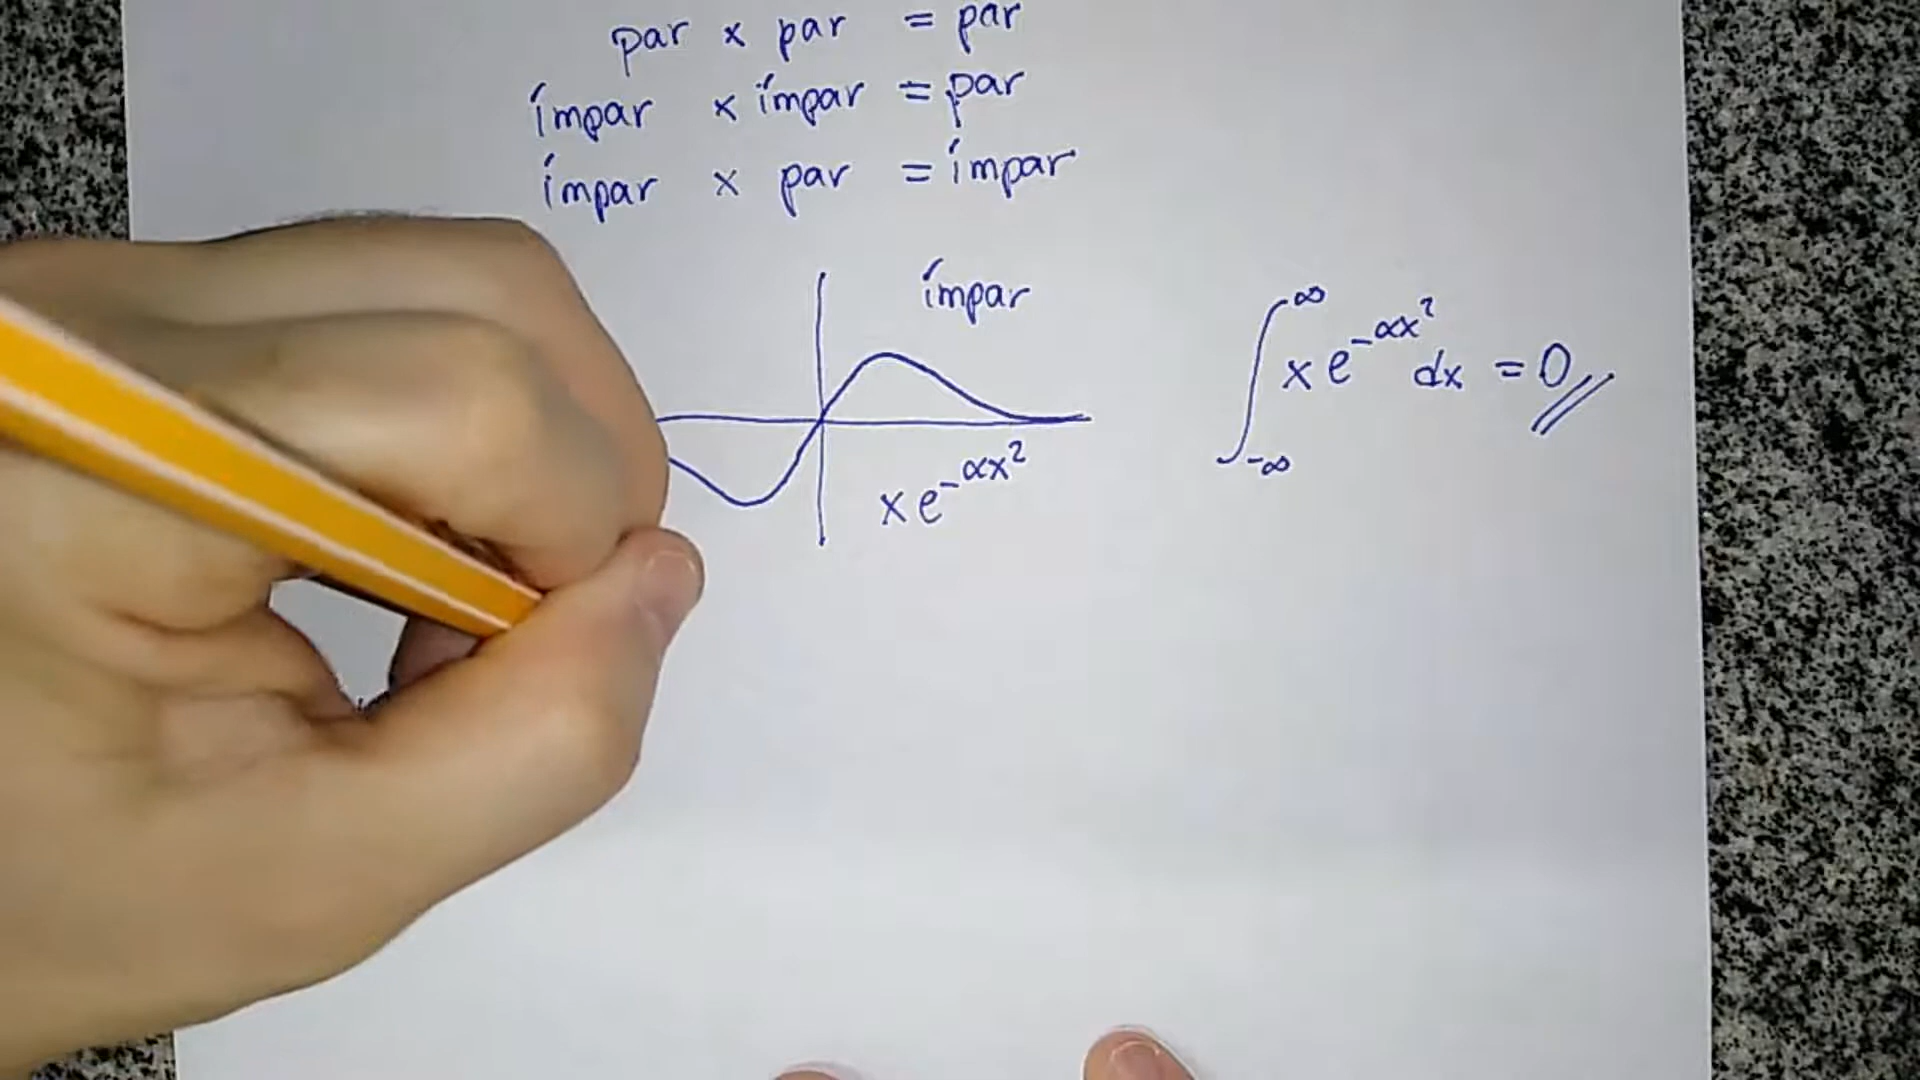 par x par = par
ímpar x ímpar = par
ímpar x par = ímpar
ímpar
x e^{-αx²}
∫_{-∞}^{∞} x e^{-αx²} dx = 0